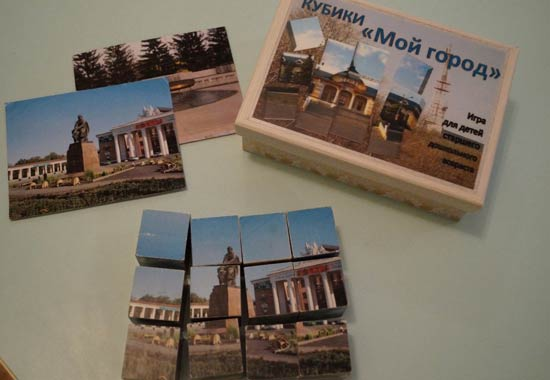 КУБИКИ
«Мой город»
Игра
для детей
старшего
дошкольного
возраста